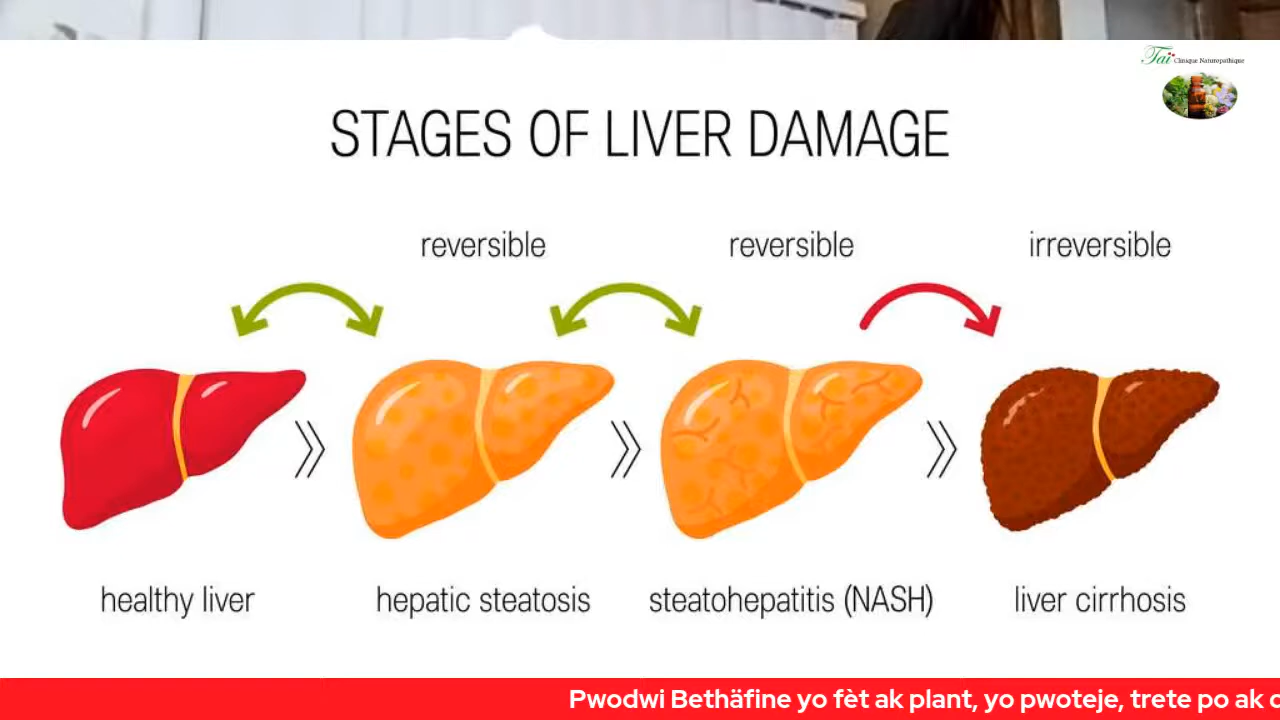 Taï Clinique Naturopathique
STAGES OF LIVER DAMAGE
reversible reversible irreversible
healthy liver hepatic steatosis steatohepatitis (NASH) liver cirrhosis
Pwodwi Bethäfine yo fèt ak plant, yo pwoteje, trete po ak